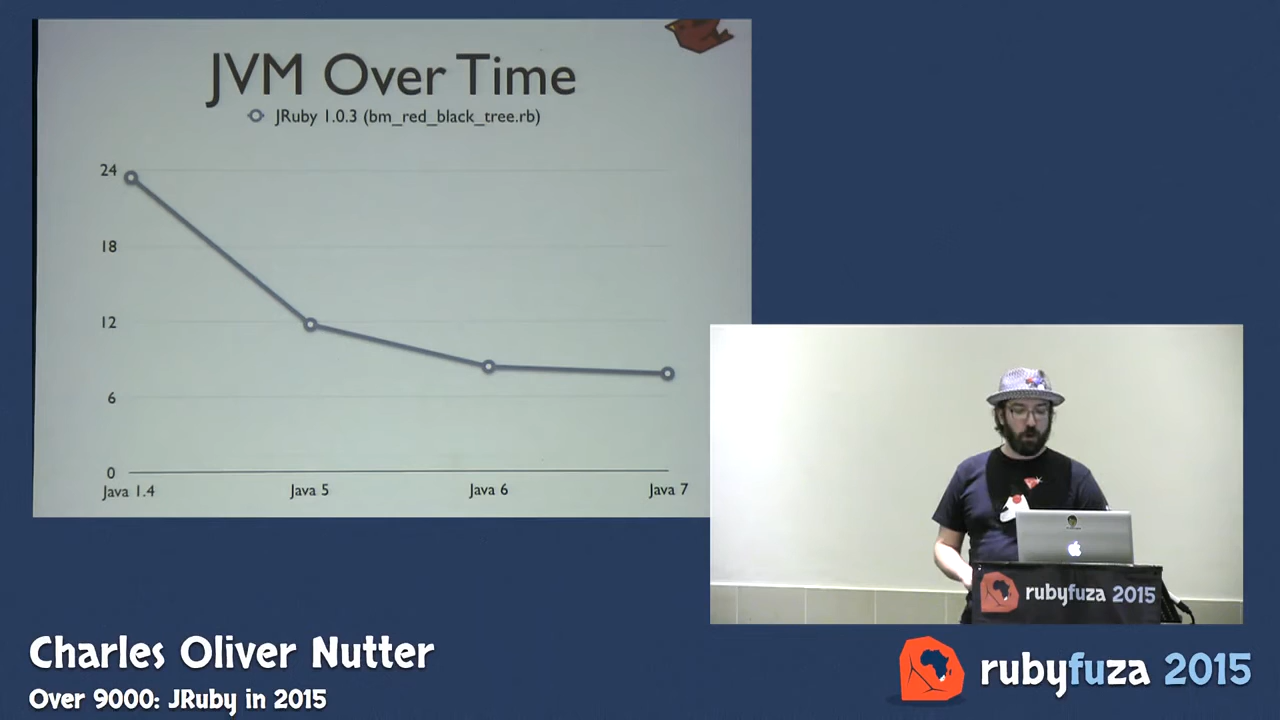 JVM Over Time
JRuby 1.0.3 (bm_red_black_tree.rb)
24
18
12
6
0
Java 1.4
Java 5
Java 6
Java 7
rubyfuza 2015
Charles Oliver Nutter
Over 9000: JRuby in 2015
rubyfuza 2015